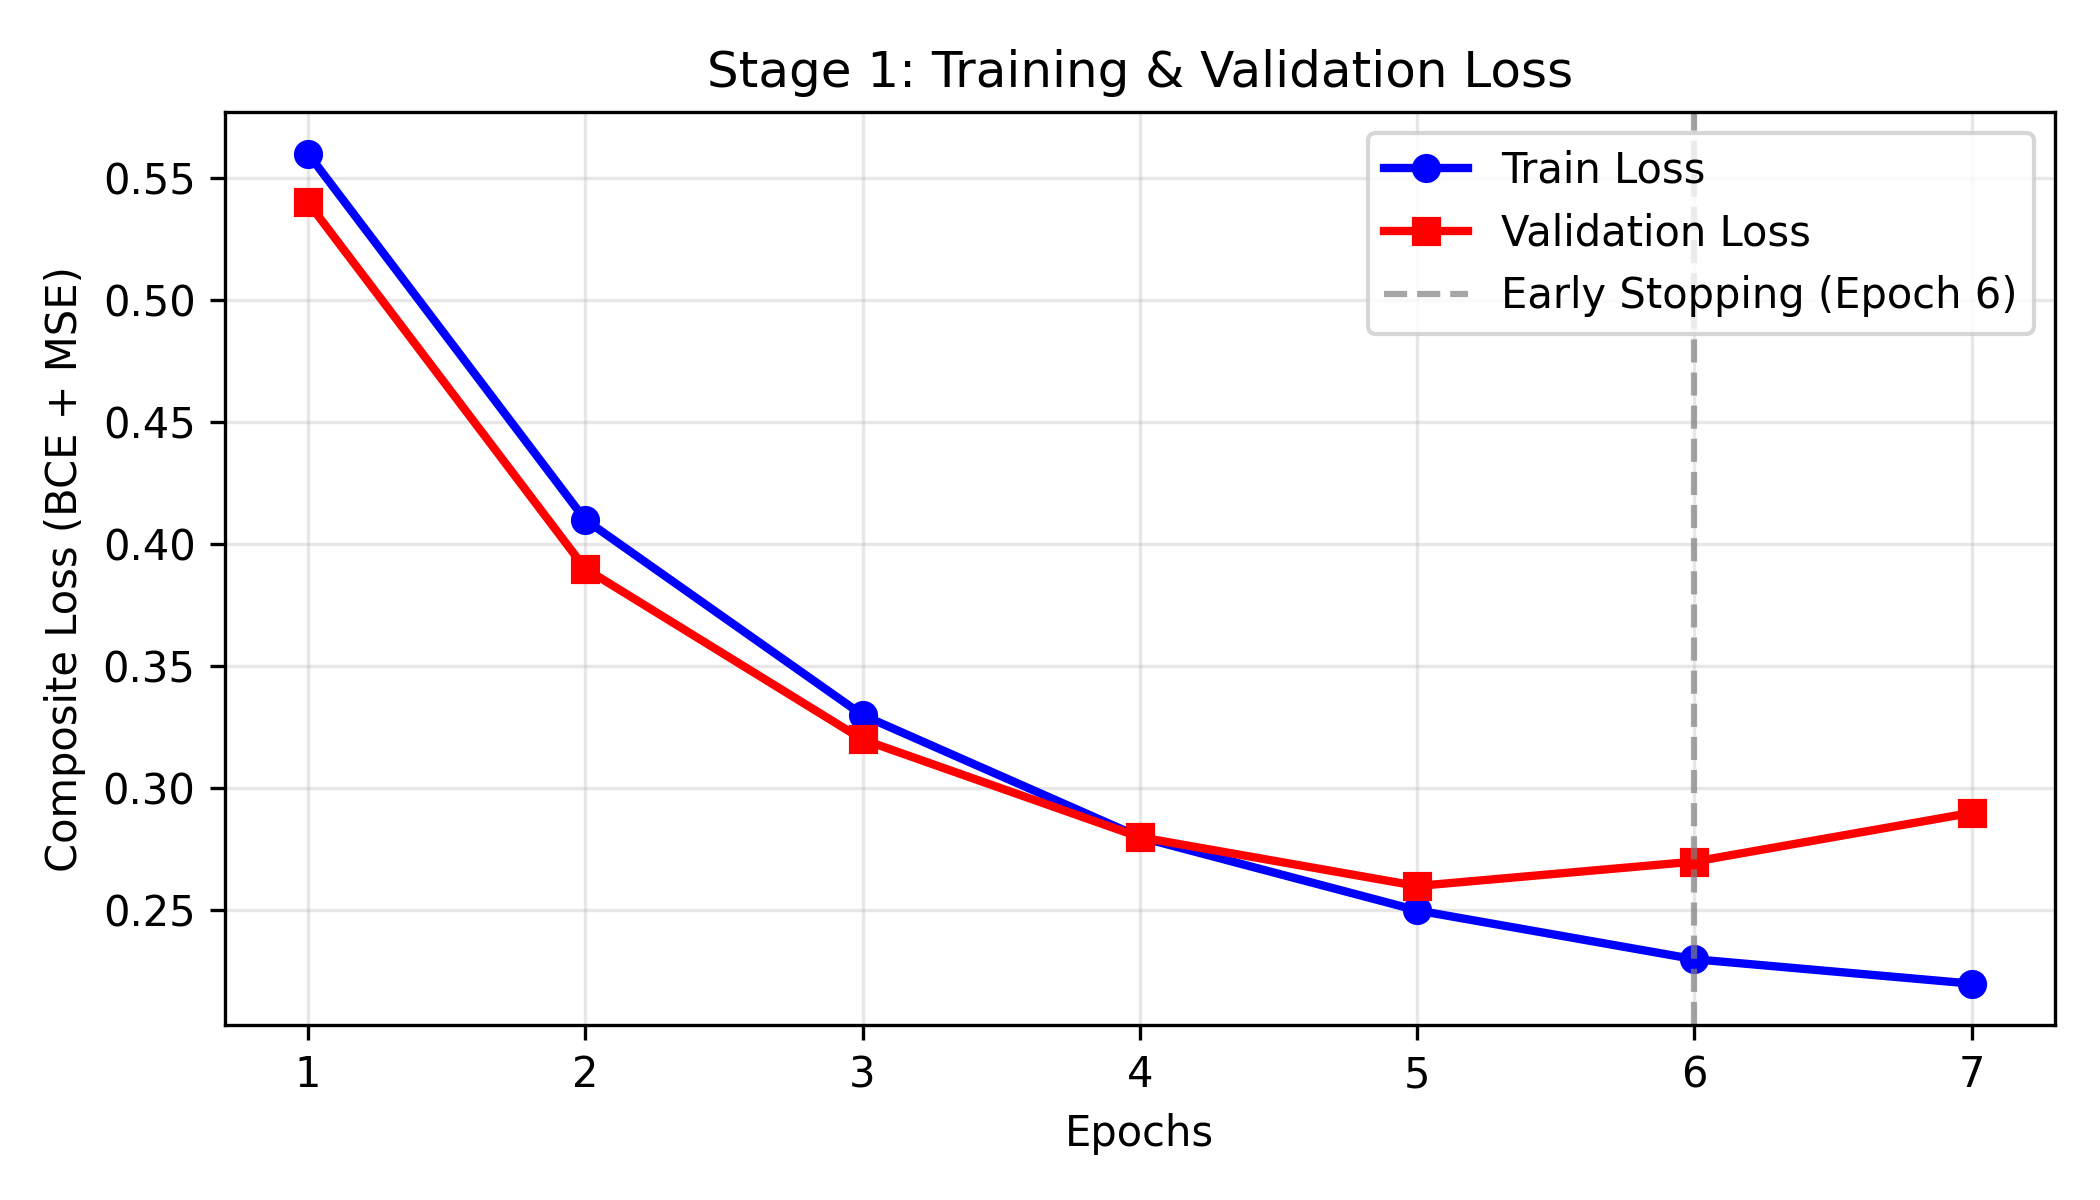 Stage 1: Training & Validation Loss
Train Loss
Validation Loss
Early Stopping (Epoch 6)
Composite Loss (BCE + MSE)
0.55
0.50
0.45
0.40
0.35
0.30
0.25
1 2 3 4 5 6 7
Epochs